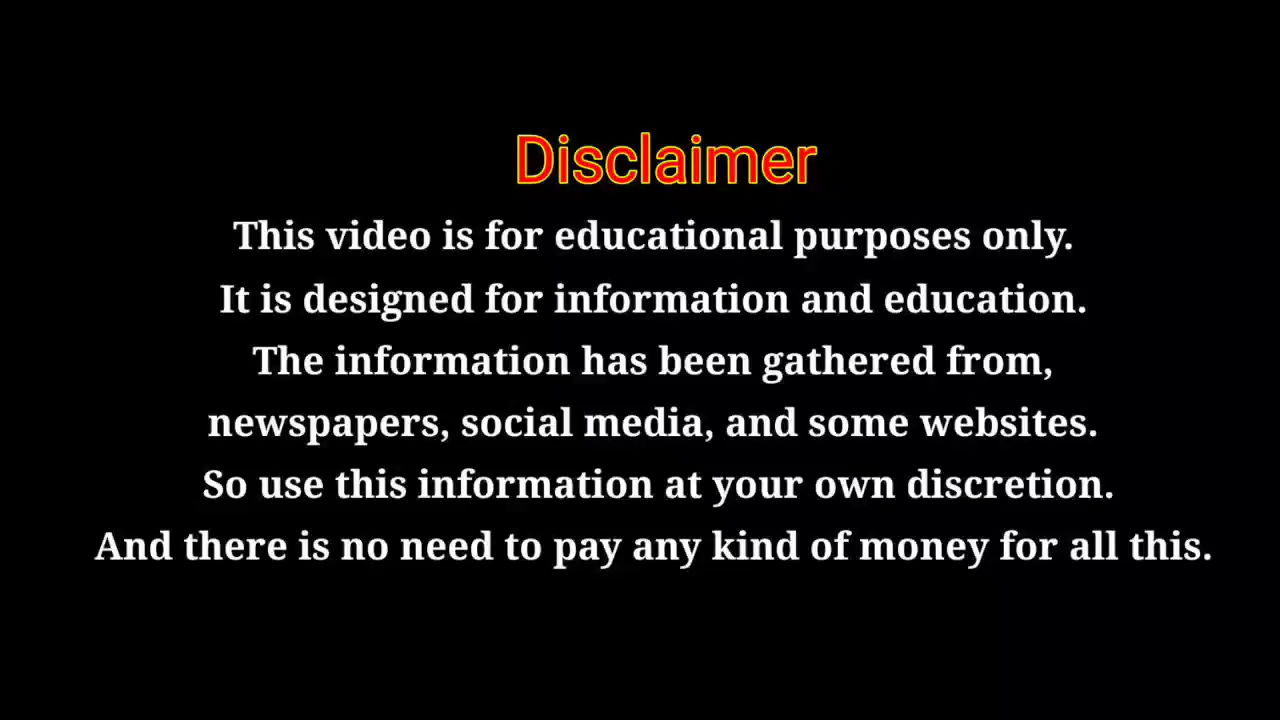 Disclaimer
This video is for educational purposes only.
It is designed for information and education.
The information has been gathered from,
newspapers, social media, and some websites.
So use this information at your own discretion.
And there is no need to pay any kind of money for all this.